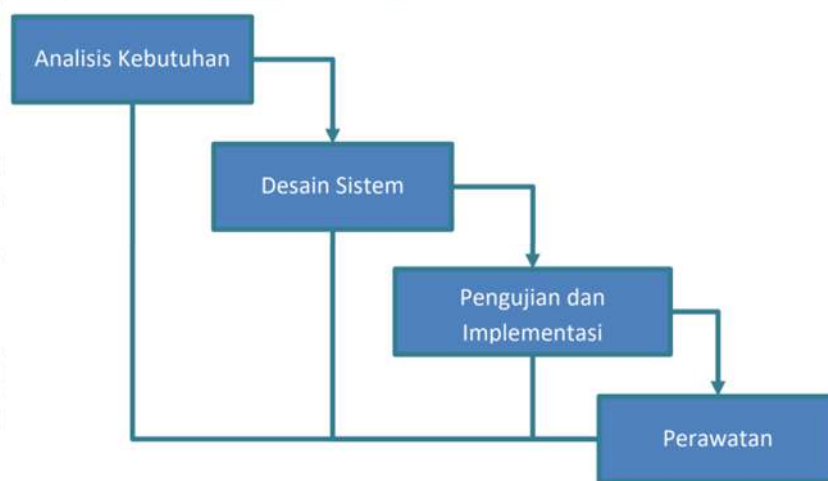 Analisis Kebutuhan
Desain Sistem
Pengujian dan
Implementasi
Perawatan